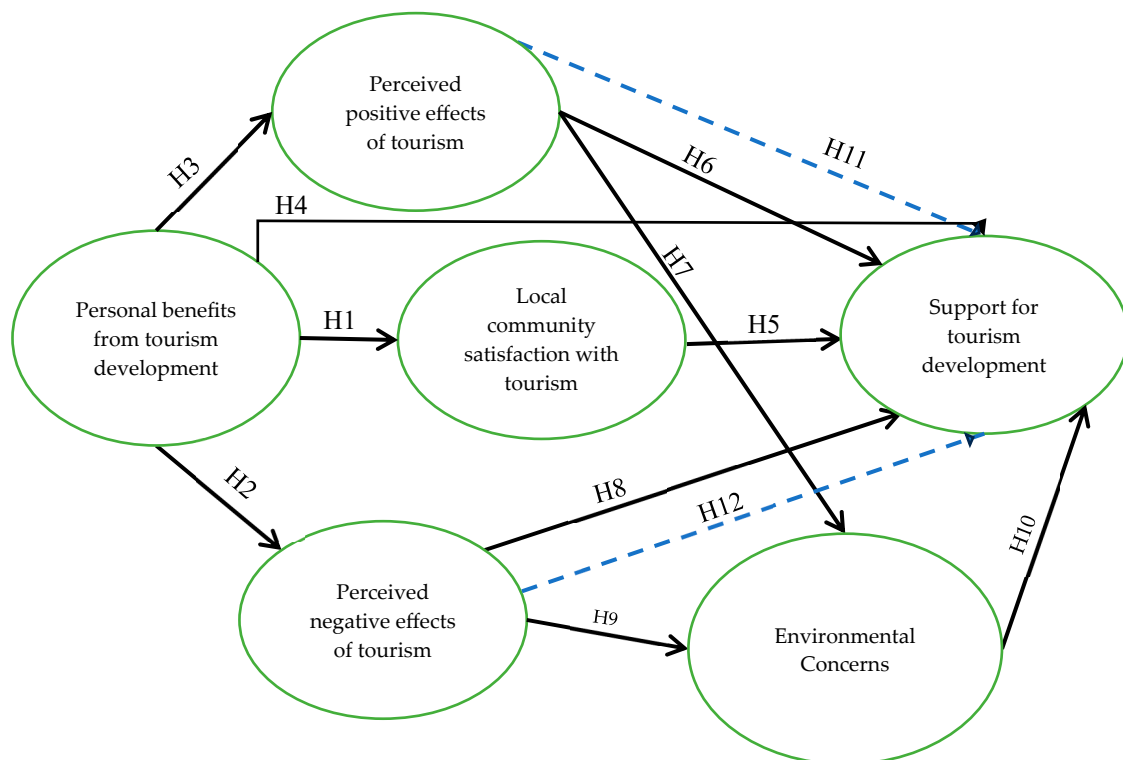 Perceived
positive effects
of tourism
H11
H6
H3
H4
H7
Personal benefits
from tourism
development
H1
Local
community
satisfaction with
tourism
H5
Support for
tourism
development
H2
H8
H12
H10
Perceived
negative effects
of tourism
H9
Environmental
Concerns